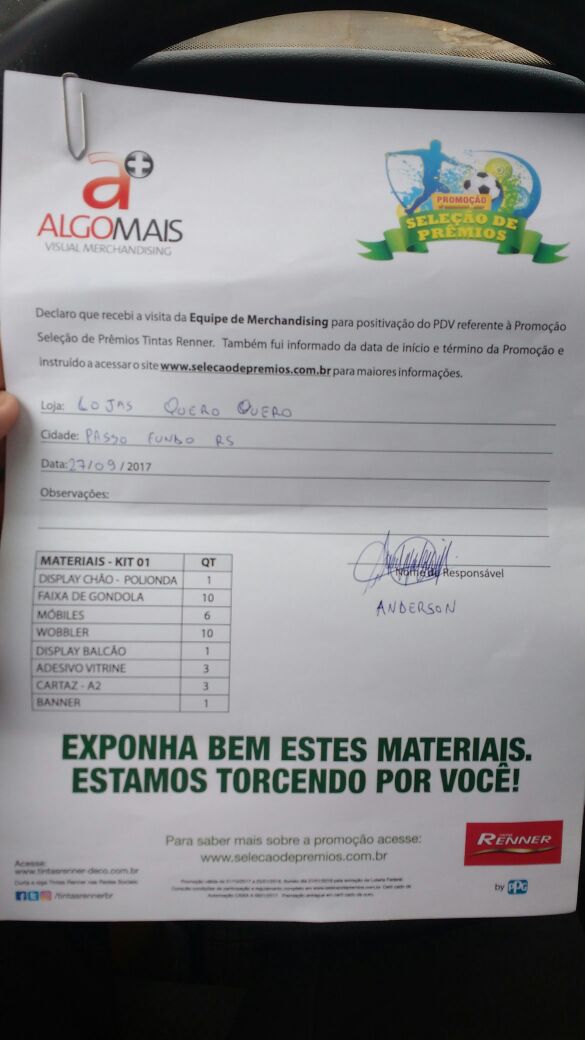 a+
ALGOMAIS
VISUAL MERCHANDISING
PROMOÇÃO
SELEÇÃO DE
PRÊMIOS
Declaro que recebi a visita da Equipe de Merchandising para positivação do PDV referente à Promoção
Seleção de Prêmios Tintas Renner. Também fui informado da data de início e término da Promoção e
instruído a acessar o site www.selecaodepremios.com.br para maiores informações.
Loja: LOJAS QUERO QUERO
Cidade: PASSO FUNDO RS
Data: 27/09/2017
Observações:
Nome do Responsável
ANDERSON
MATERIAIS - KIT 01 QT
DISPLAY CHÃO - POLIONDA 1
FAIXA DE GONDOLA 10
MÓBILES 6
WOBBLER 10
DISPLAY BALCÃO 1
ADESIVO VITRINE 3
CARTAZ - A2 3
BANNER 1
EXPONHA BEM ESTES MATERIAIS.
ESTAMOS TORCENDO POR VOCÊ!
Para saber mais sobre a promoção acesse:
www.selecaodepremios.com.br
TINTAS
RENNER
by PPG
Acesse:
www.tintasrenner-deco.com.br
Curta e siga Tintas Renner nas Redes Sociais
/tintasrennerbr